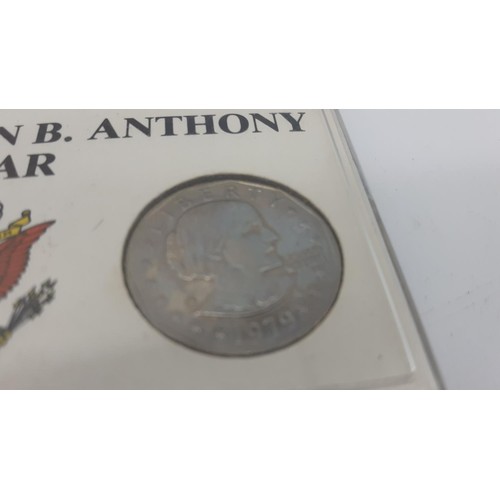 N B. ANTHONY
AR
LIBERTY
1979